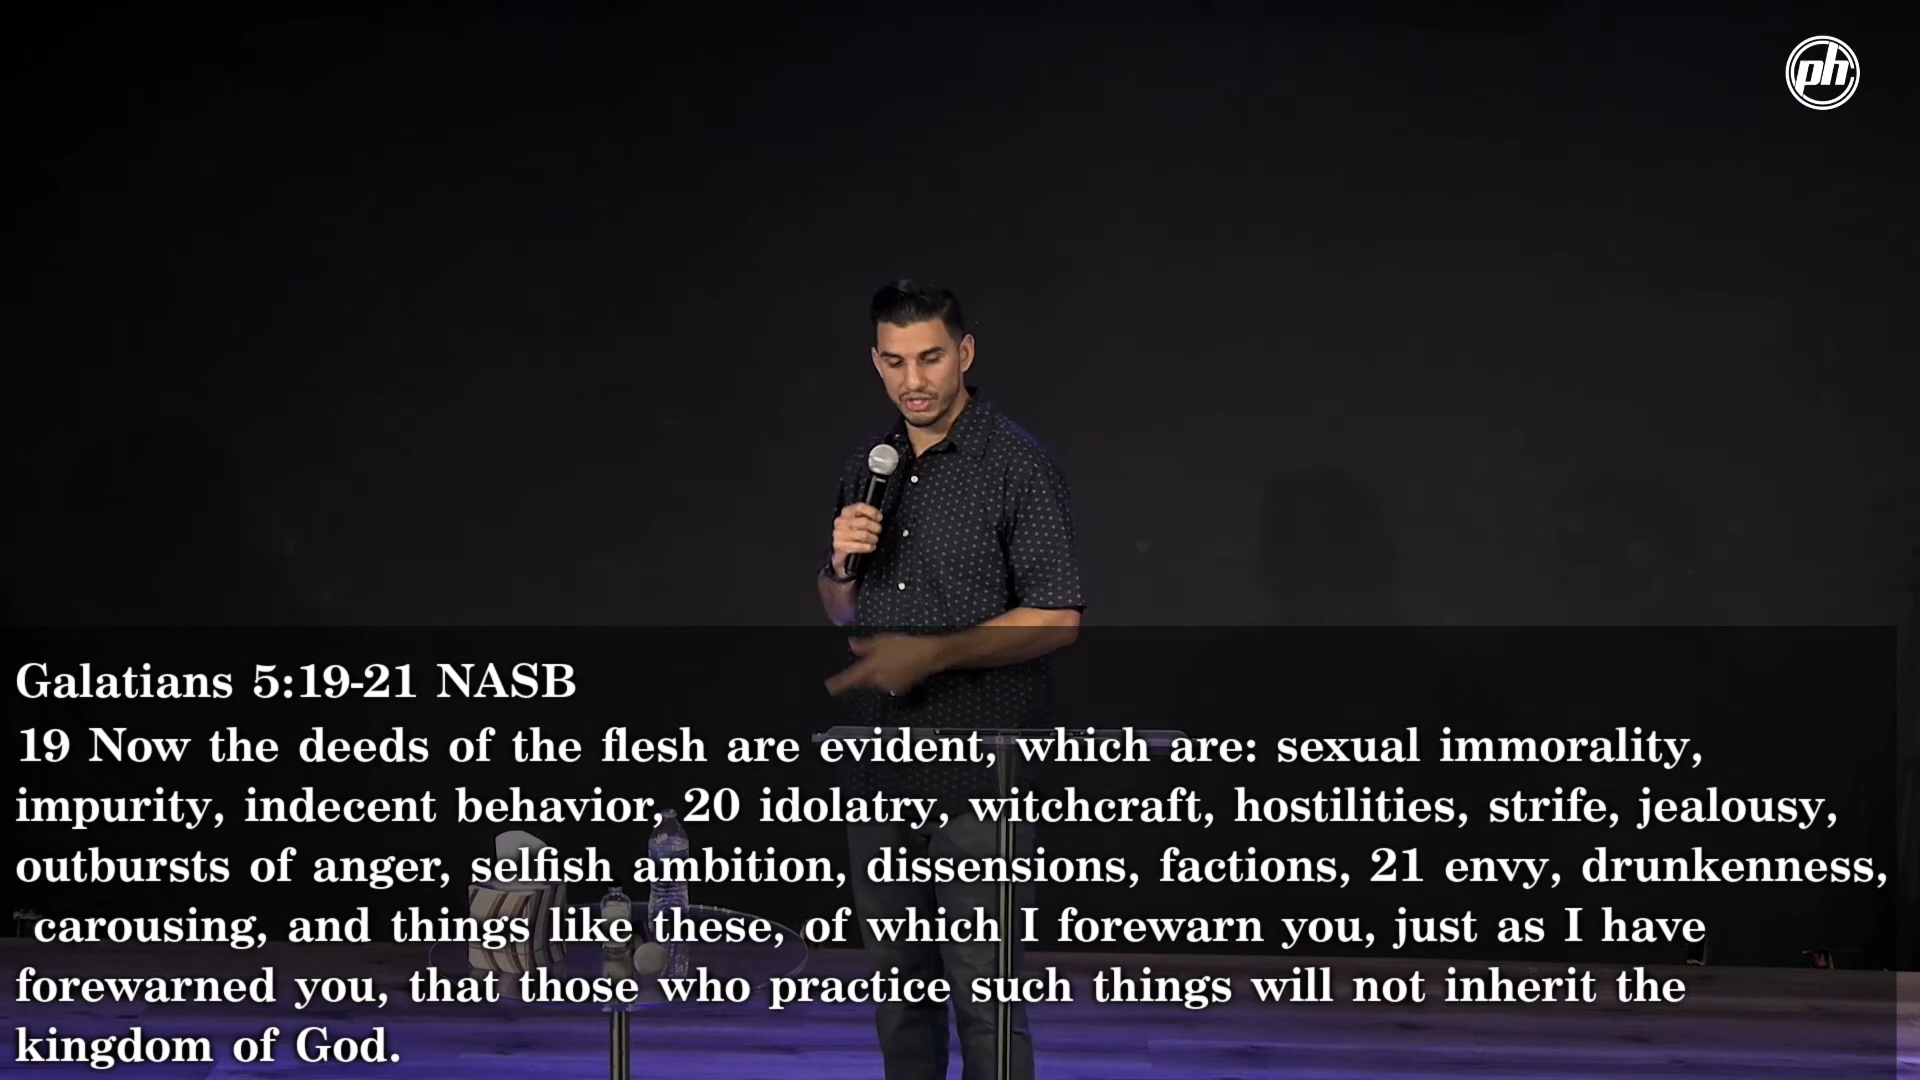 ph
Galatians 5:19-21 NASB
19 Now the deeds of the flesh are evident, which are: sexual immorality,
impurity, indecent behavior, 20 idolatry, witchcraft, hostilities, strife, jealousy,
outbursts of anger, selfish ambition, dissensions, factions, 21 envy, drunkenness,
carousing, and things like these, of which I forewarn you, just as I have
forewarned you, that those who practice such things will not inherit the
kingdom of God.